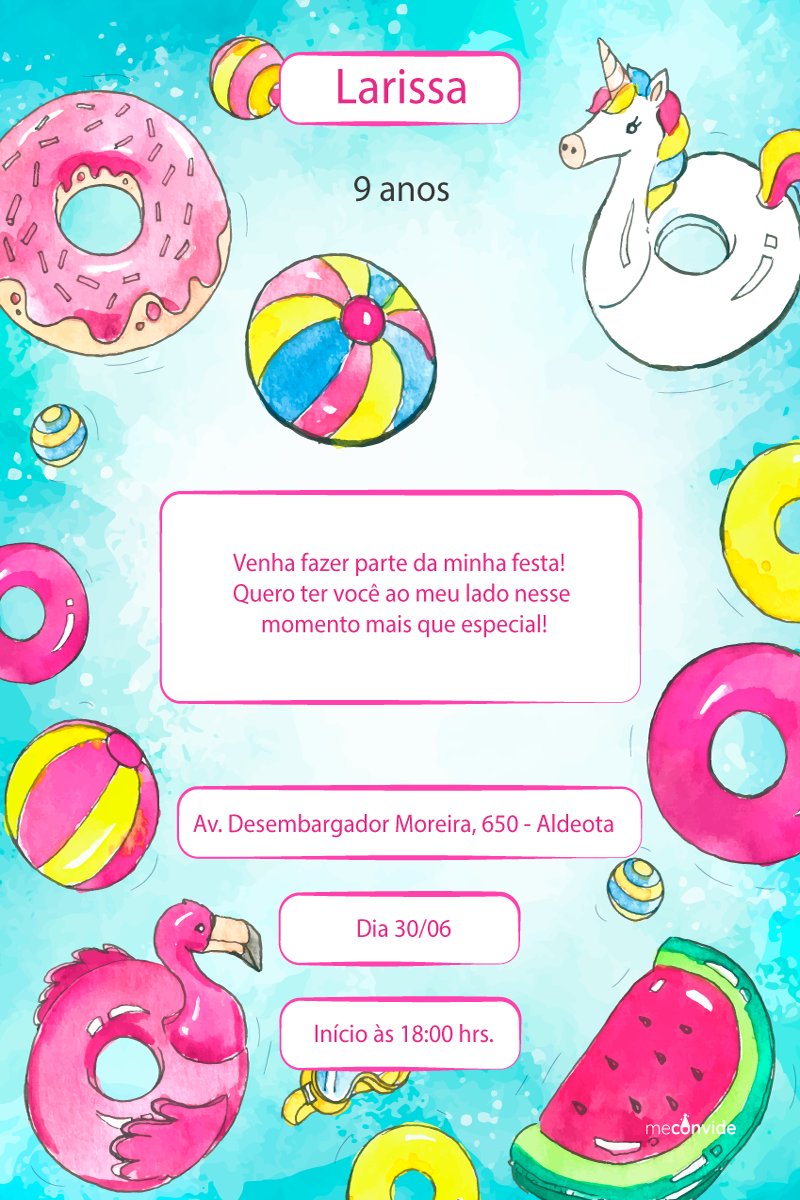 Larissa
9 anos
Venha fazer parte da minha festa!
Quero ter você ao meu lado nesse
momento mais que especial!
Av. Desembargador Moreira, 650 - Aldeota
Dia 30/06
Início às 18:00 hrs.
meconvide